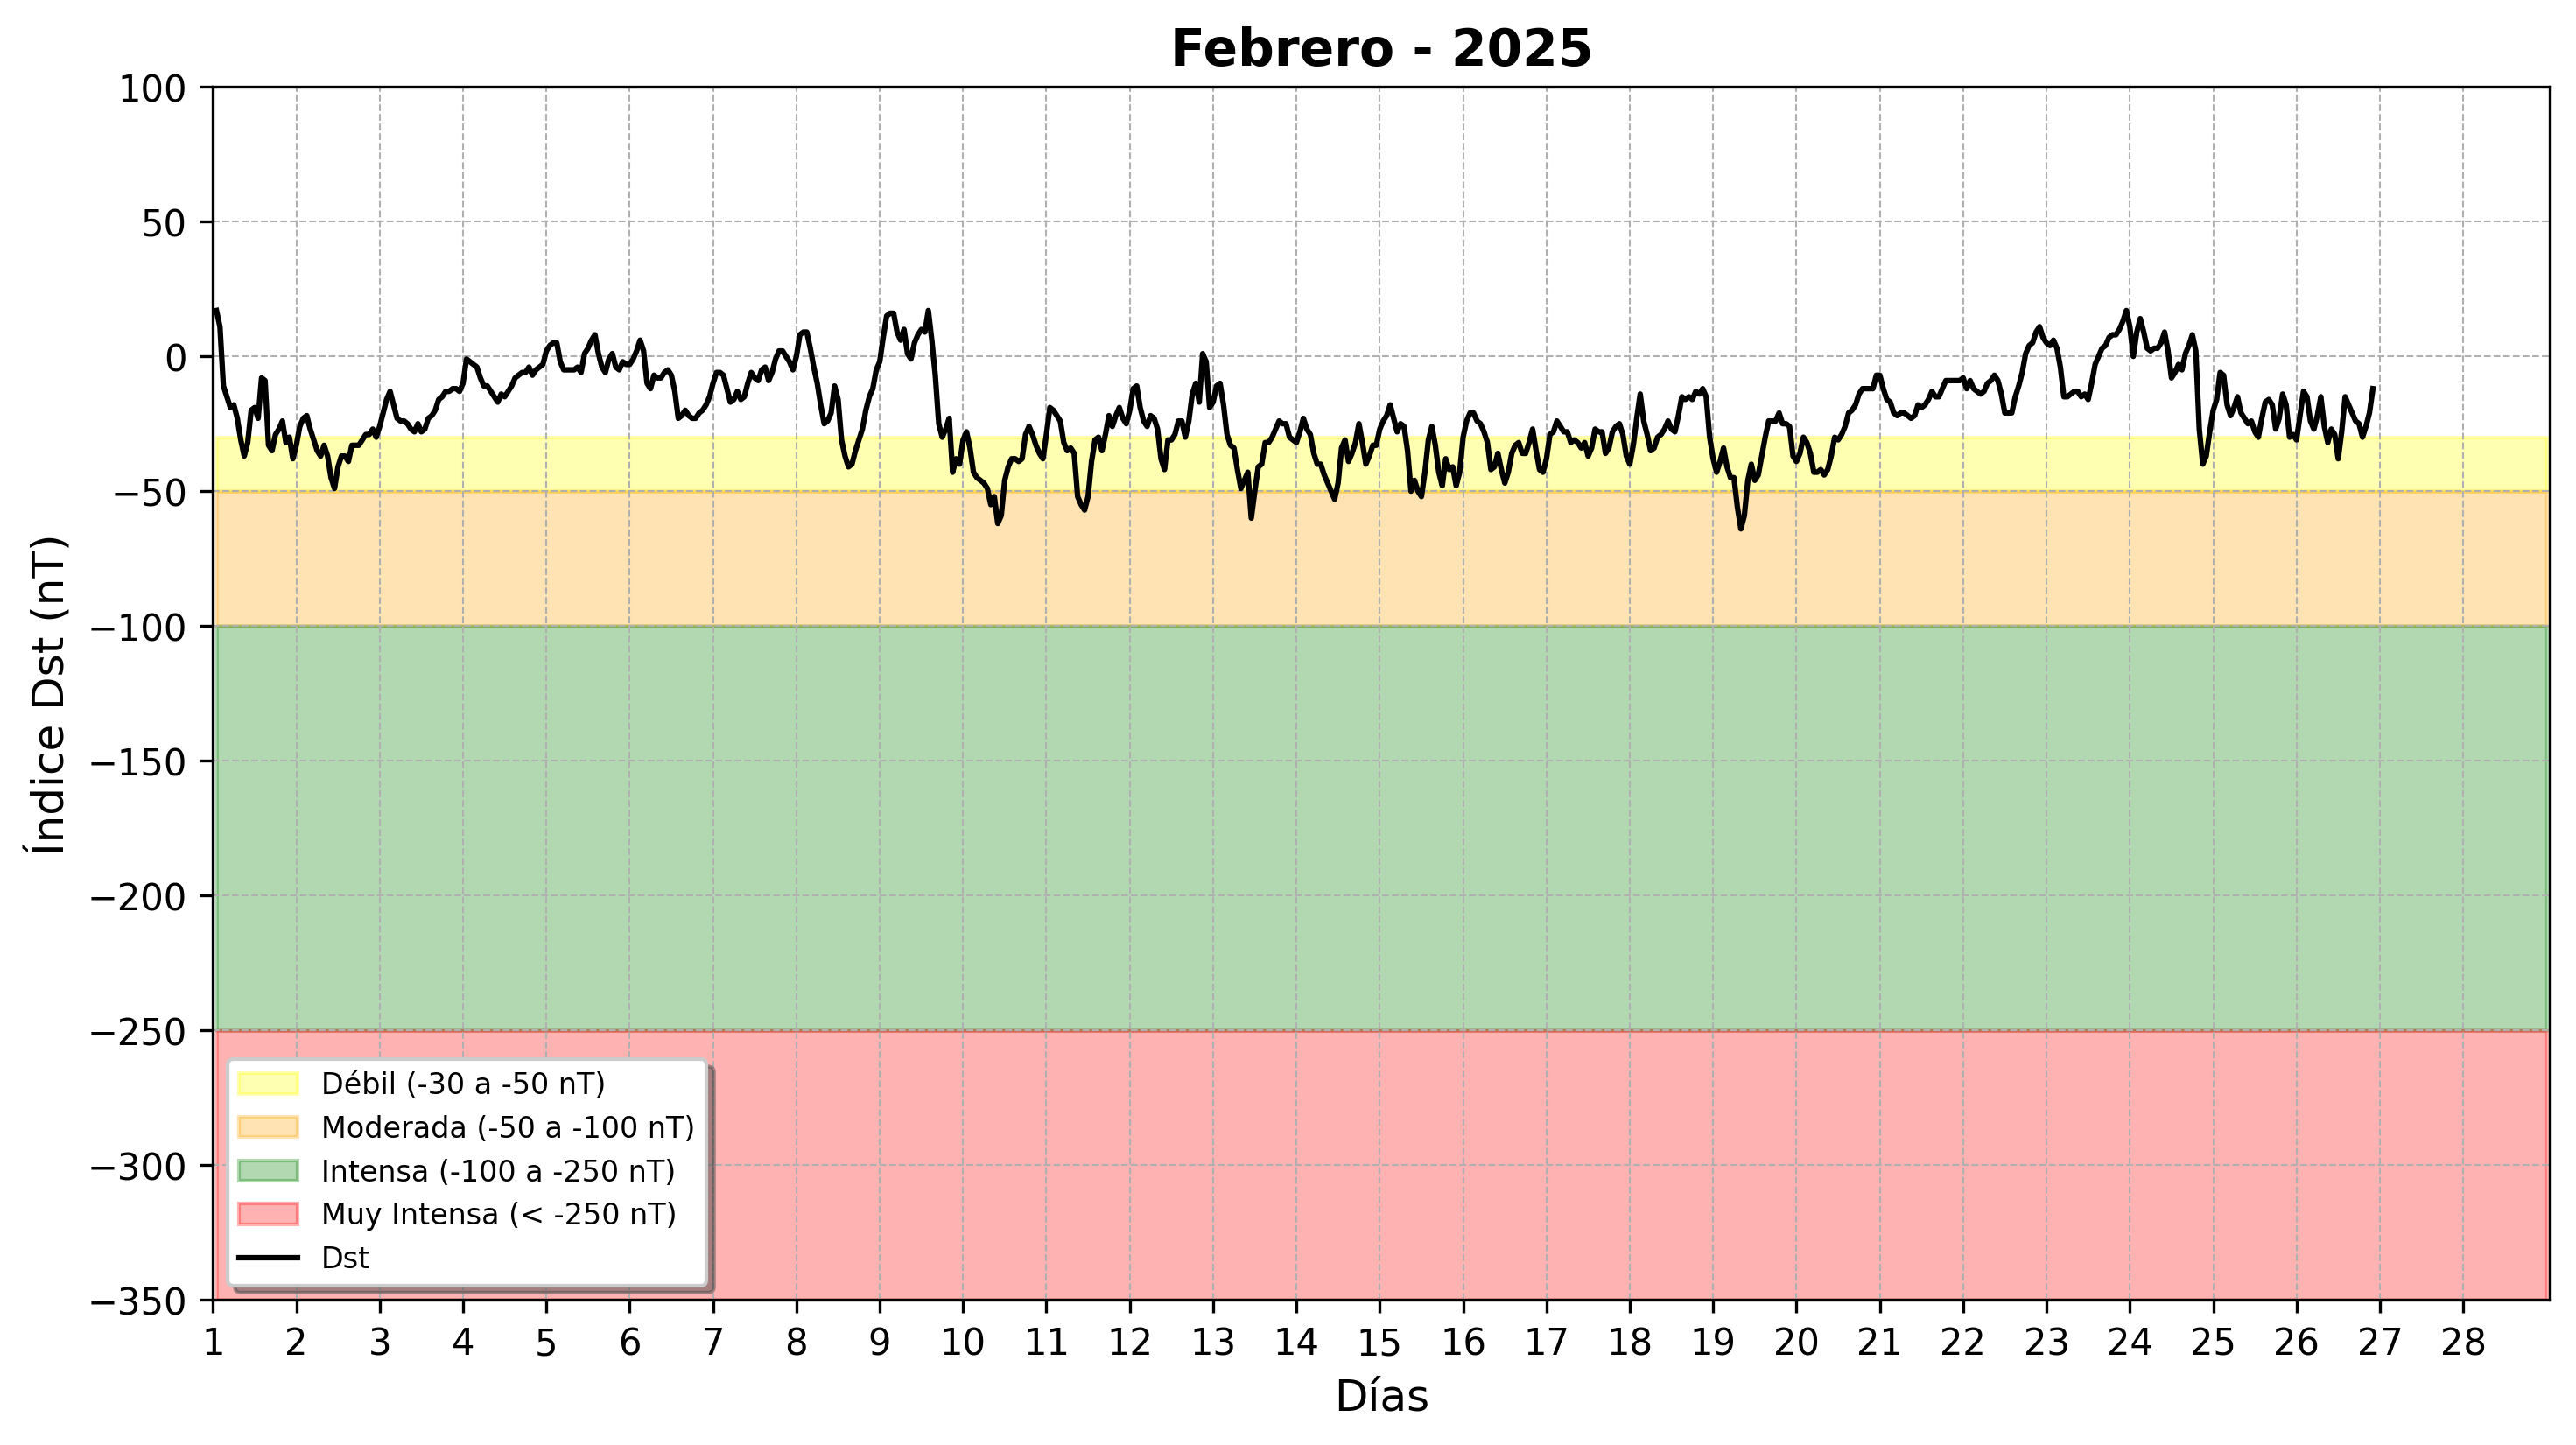 Febrero - 2025
100
50
0
−50
−100
−150
−200
−250
−300
−350
Índice Dst (nT)
Débil (-30 a -50 nT)
Moderada (-50 a -100 nT)
Intensa (-100 a -250 nT)
Muy Intensa (< -250 nT)
Dst
1 2 3 4 5 6 7 8 9 10 11 12 13 14 15 16 17 18 19 20 21 22 23 24 25 26 27 28
Días